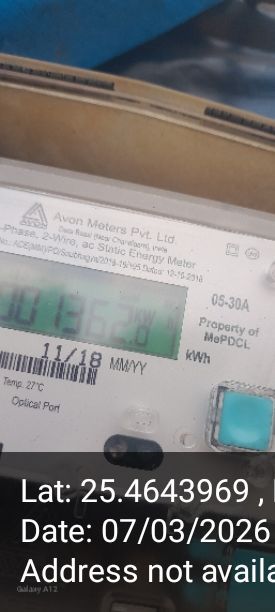 Avon Meters Pvt. Ltd.
-Phase, 2-Wire, ac Static Energy Meter
05-30A
Property of
MePDCL
001362.8
kWh
11/18 MM/YY
Temp. 27°C
Optical Port
Lat: 25.4643969 ,
Date: 07/03/2026
Address not availa
Galaxy A12